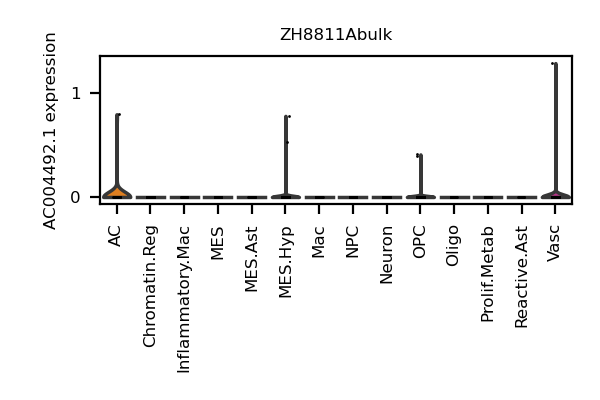 ZH8811Abulk
AC004492.1 expression
1
0
AC
Chromatin.Reg
Inflammatory.Mac
MES
MES.Ast
MES.Hyp
Mac
NPC
Neuron
OPC
Oligo
Prolif.Metab
Reactive.Ast
Vasc